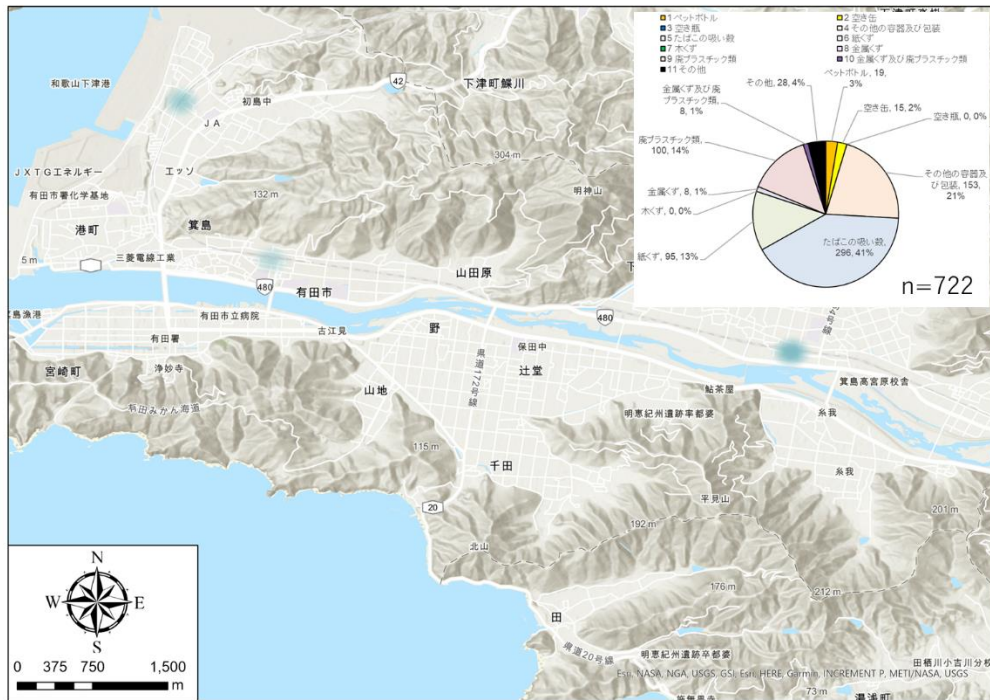 和歌山下津港
初島中
JA
42
下津町鰈川
エッソ
304 m
JXTGエネルギー
有田市署化学基地
132 m
明神山
港町
箕島
5 m
三菱電線工業
480
有田市
山田原
480
有田市立病院
古江見
有田署
野
保田中
辻堂
県道172号線
宮崎町
浄妙寺
山地
鮎茶屋
箕島高宮原校舎
糸我
有田みかん海道
明恵紀州遺跡率都婆
115 m
千田
糸我
20
平見山
201 m
192 m
北山
176 m
212 m
田
県道20号線
明恵紀州遺跡卒都婆
田栖川小吉川分校
73 m
湯浅町
Esri, NASA, NGA, USGS, GSI, Esri, HERE, Garmin, INCREMENT P, METI/NASA, USGS
N
W
E
S
0 375 750 1,500
m
1 ペットボトル
2 空き缶
3 空き瓶
4 その他の容器及び包装
5 たばこの吸い殻
6 紙くず
7 木くず
8 金属くず
9 廃プラスチック類
10 金属くず及び廃プラスチック類
11 その他
金属くず及び廃
プラスチック類
8, 1%
その他, 28, 4%
ペットボトル, 19,
3%
空き缶, 15, 2%
空き瓶, 0, 0%
廃プラスチック類,
100, 14%
その他の容器及
び包装, 153,
21%
金属くず, 8, 1%
木くず, 0, 0%
紙くず, 95, 13%
たばこの吸い殻,
296, 41%
n=722